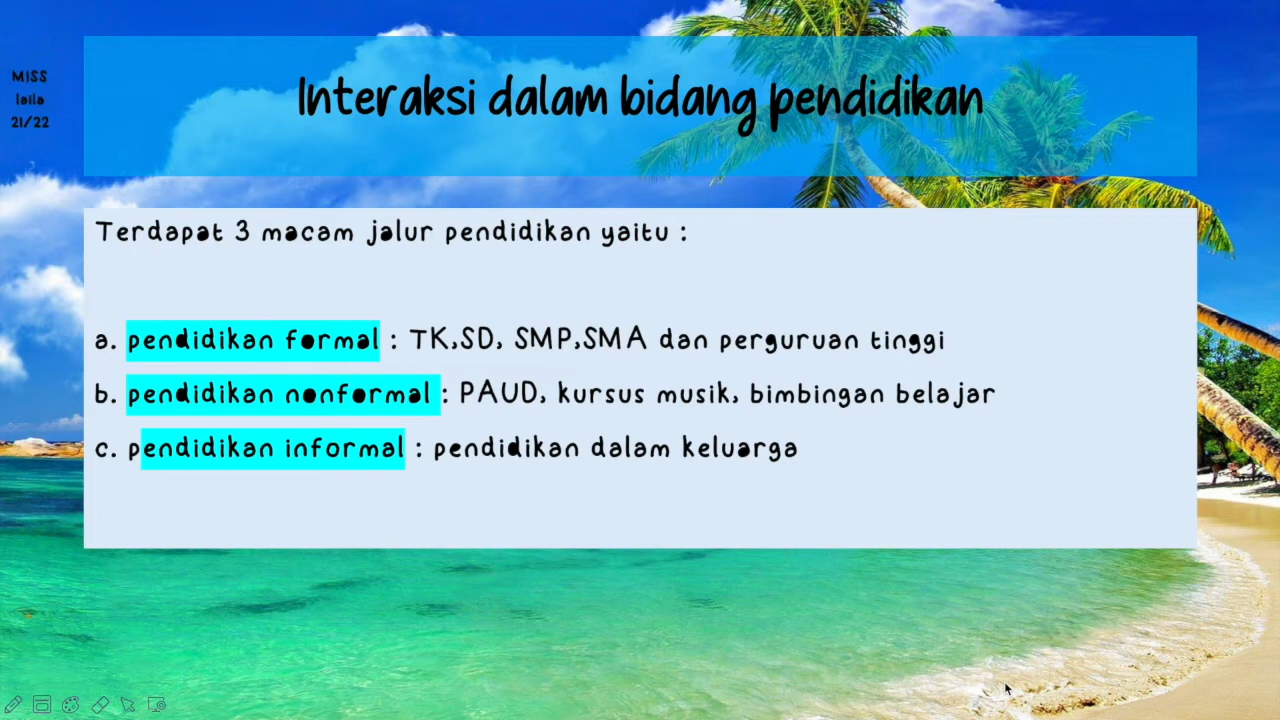 MISS
laila
21/22
Interaksi dalam bidang pendidikan
Terdapat 3 macam jalur pendidikan yaitu :
a. pendidikan formal : TK,SD, SMP,SMA dan perguruan tinggi
b. pendidikan nonformal : PAUD, kursus musik, bimbingan belajar
c. pendidikan informal : pendidikan dalam keluarga